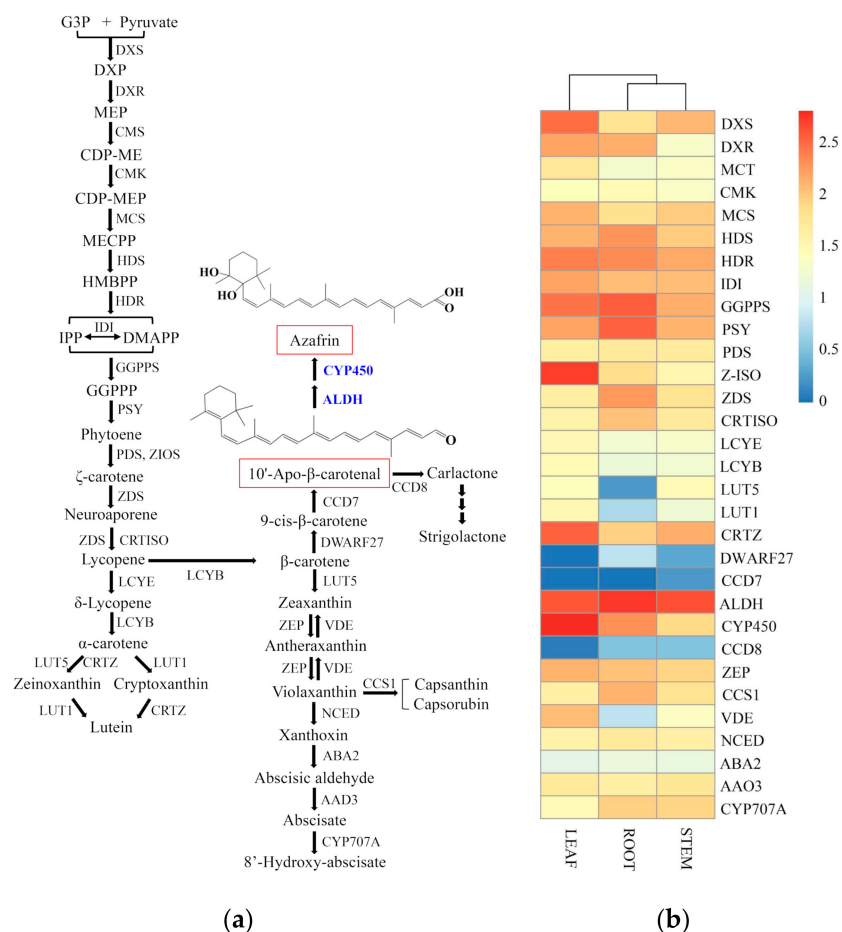 G3P + Pyruvate
DXS
DXP
DXR
MEP
CMS
CDP-ME
CMK
CDP-MEP
MCS
MECPP
HDS
HMBPP
HDR
IDI
IPP DMAPP
GGPPS
GGPPP
PSY
Phytoene
PDS, ZIOS
ζ-carotene
ZDS
Neuroaporene
ZDS CRTISO
Lycopene
LCYB
LCYE
δ-Lycopene
LCYB
α-carotene
LUT5 CRTZ LUT1
Zeinoxanthin Cryptoxanthin
LUT1 CRTZ
Lutein
HO
HO
OH
O
Azafrin
CYP450
ALDH
O
10'-Apo-β-carotenal
CCD8
Carlactone
Strigolactone
CCD7
9-cis-β-carotene
DWARF27
β-carotene
LUT5
Zeaxanthin
ZEP VDE
Antheraxanthin
ZEP VDE
Violaxanthin
CCS1
Capsanthin
Capsorubin
NCED
Xanthoxin
ABA2
Abscisic aldehyde
AAD3
Abscisate
CYP707A
8’-Hydroxy-abscisate
(a)
DXS
DXR
MCT
CMK
MCS
HDS
HDR
IDI
GGPPS
PSY
PDS
Z-ISO
ZDS
CRTISO
LCYE
LCYB
LUT5
LUT1
CRTZ
DWARF27
CCD7
ALDH
CYP450
CCD8
ZEP
CCS1
VDE
NCED
ABA2
AAO3
CYP707A
LEAF
ROOT
STEM
2.5
2
1.5
1
0.5
0
(b)